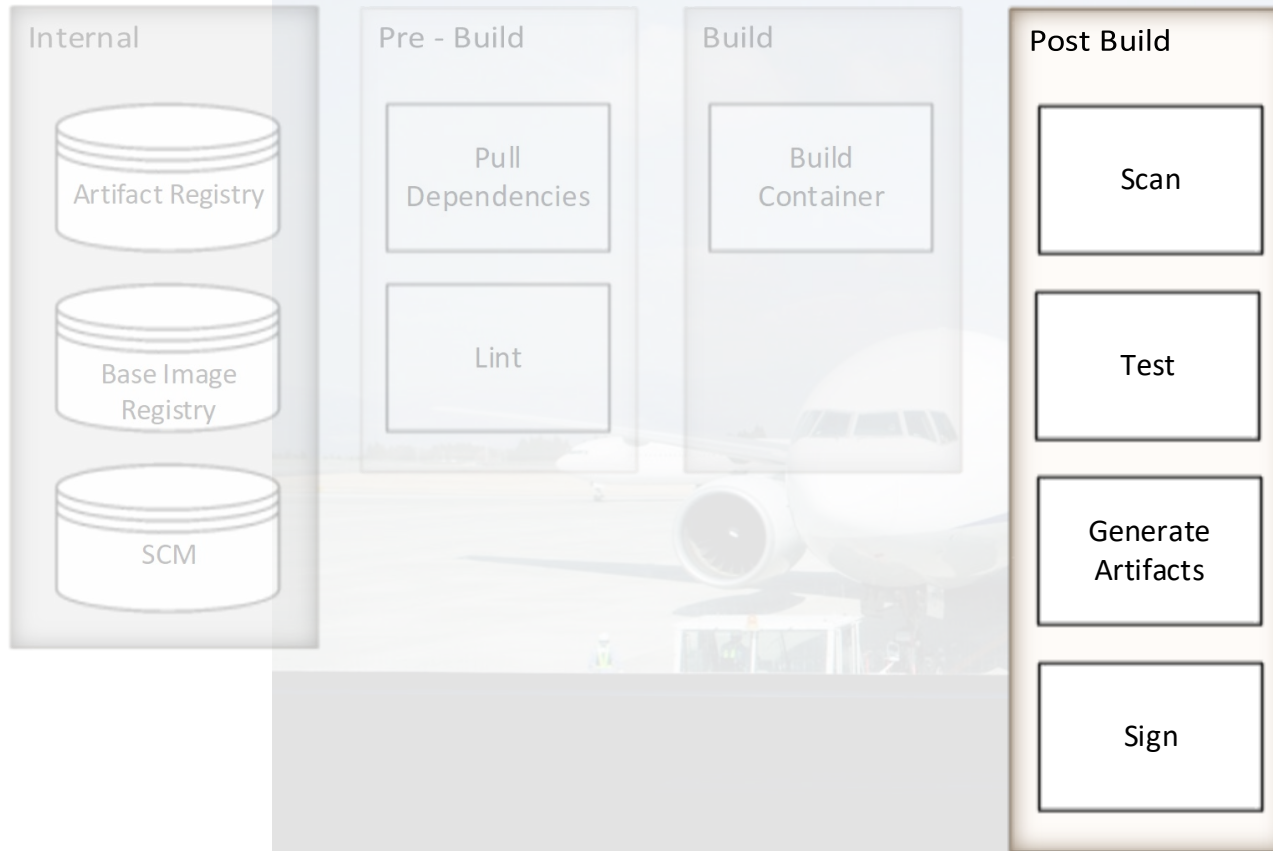 Internal
Artifact Registry
Base Image
Registry
SCM
Pre - Build
Pull
Dependencies
Lint
Build
Build
Container
Post Build
Scan
Test
Generate
Artifacts
Sign